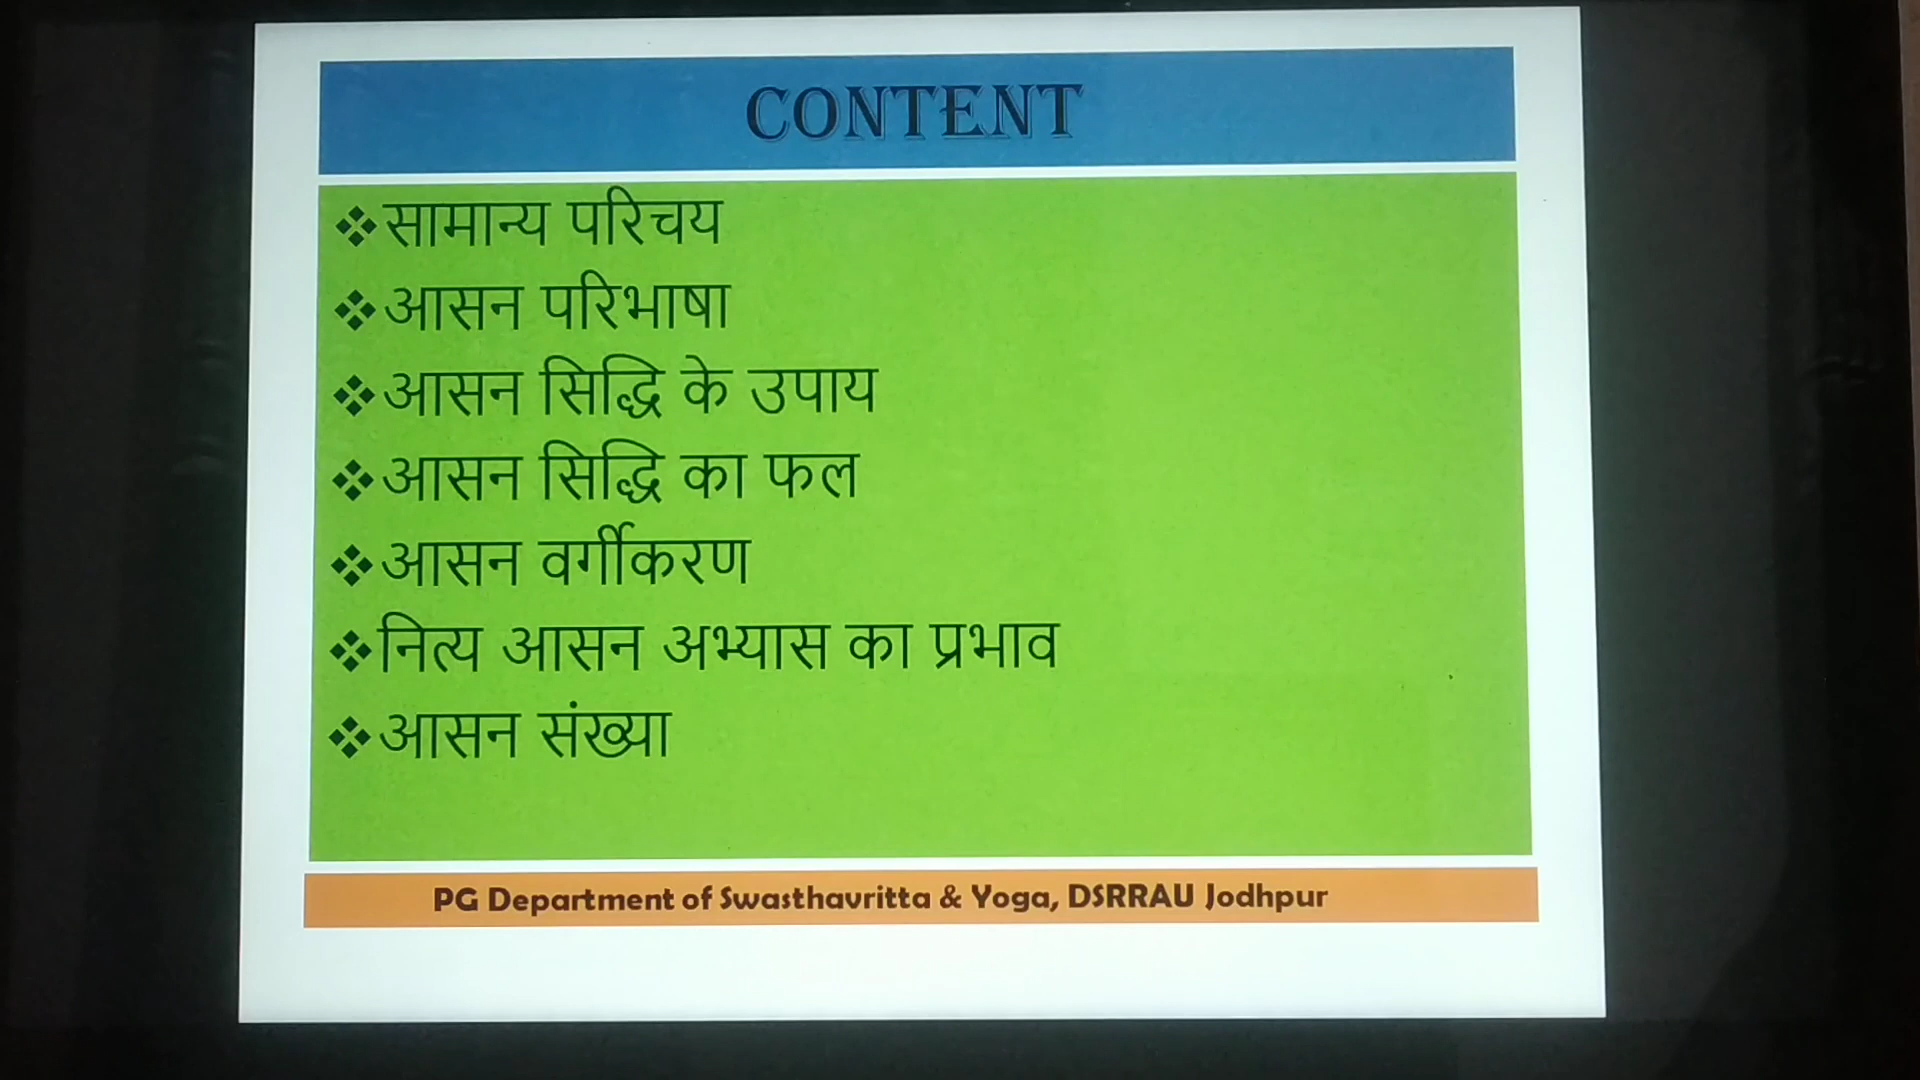 CONTENT
❖सामान्य परिचय
❖आसन परिभाषा
❖आसन सिद्धि के उपाय
❖आसन सिद्धि का फल
❖आसन वर्गीकरण
❖नित्य आसन अभ्यास का प्रभाव
❖आसन संख्या
PG Department of Swasthavritta & Yoga, DSRRAU Jodhpur